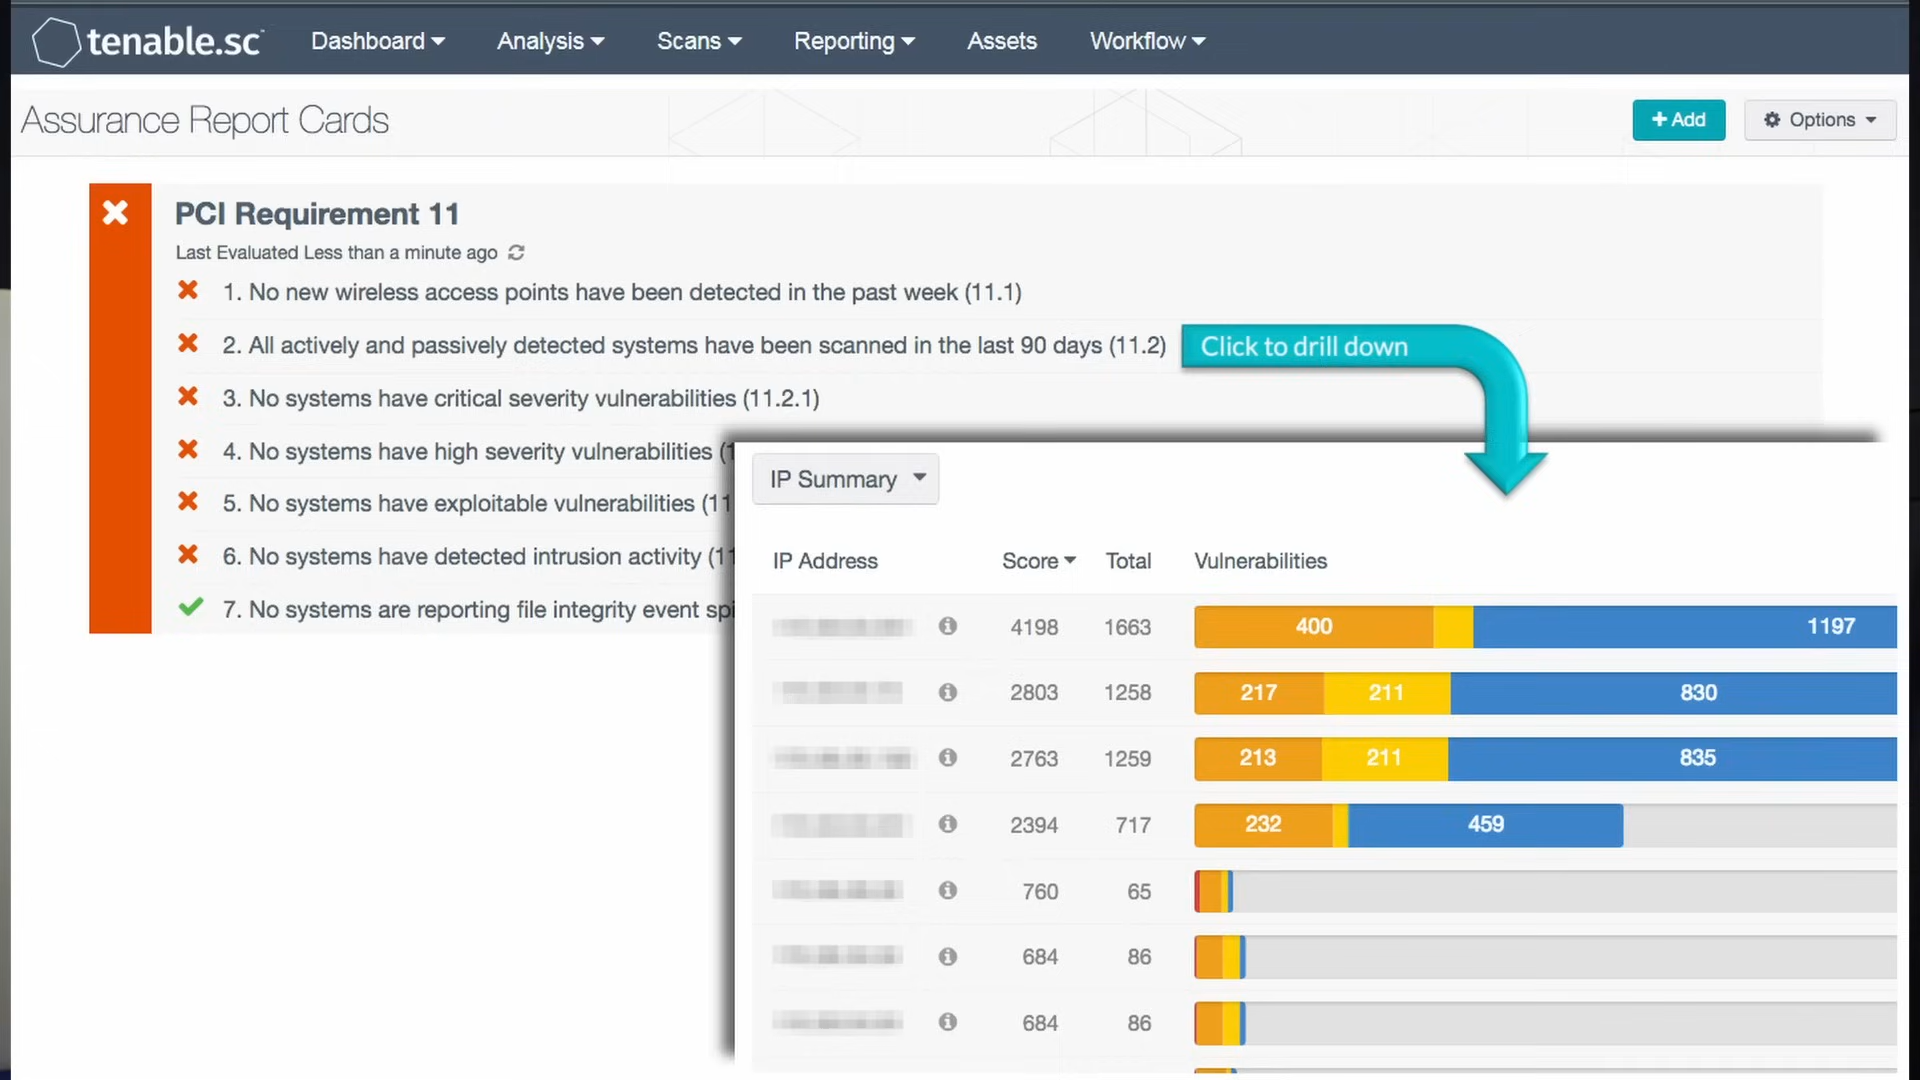 tenable.sc Dashboard Analysis Scans Reporting Assets Workflow
Assurance Report Cards
+ Add Options
PCI Requirement 11
Last Evaluated Less than a minute ago
1. No new wireless access points have been detected in the past week (11.1)
2. All actively and passively detected systems have been scanned in the last 90 days (11.2)
Click to drill down
3. No systems have critical severity vulnerabilities (11.2.1)
4. No systems have high severity vulnerabilities (1
5. No systems have exploitable vulnerabilities (11
6. No systems have detected intrusion activity (11
7. No systems are reporting file integrity event spi
IP Summary
IP Address Score Total Vulnerabilities
4198 1663 400 1197
2803 1258 217 211 830
2763 1259 213 211 835
2394 717 232 459
760 65
684 86
684 86